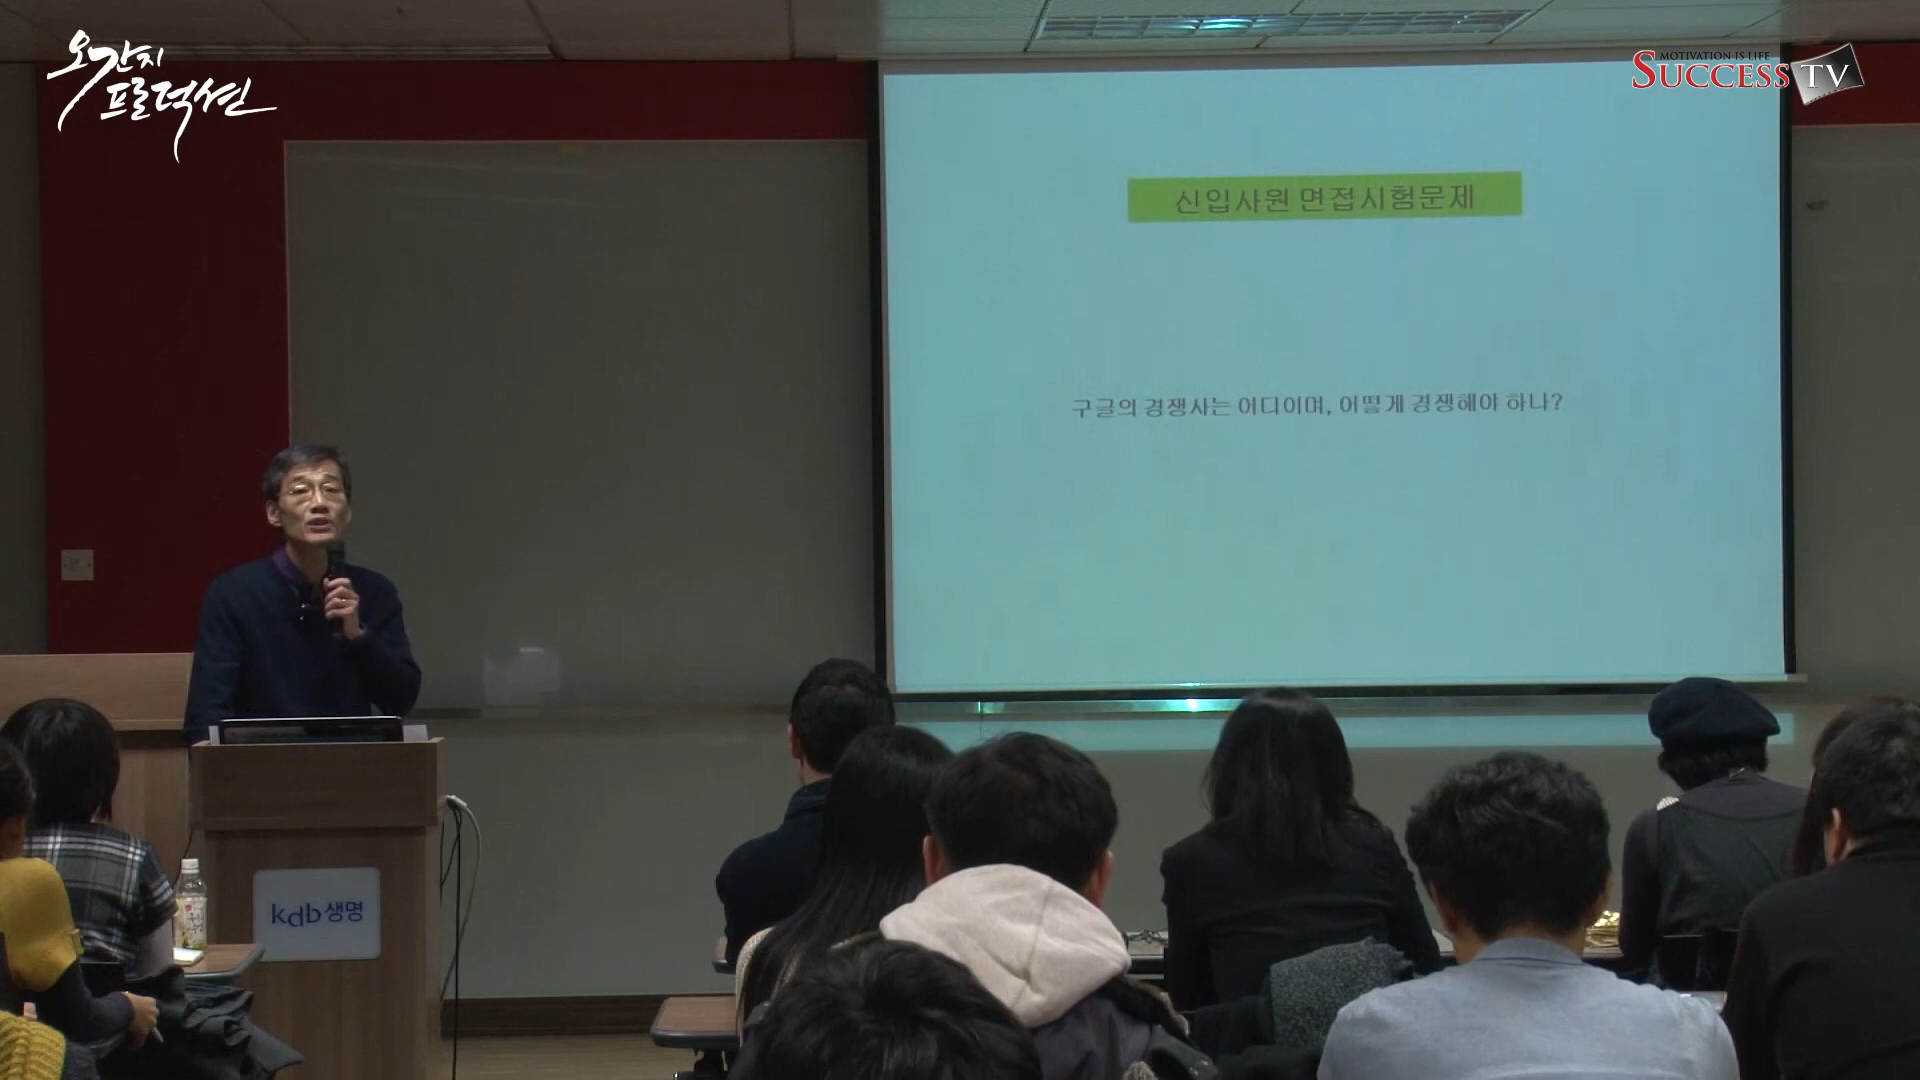 오간지
프로덕션
MOTIVATION IS LIFE
SUCCESS TV
신입사원 면접시험문제
구글의 경쟁사는 어디이며, 어떻게 경쟁해야 하나?
kdb생명